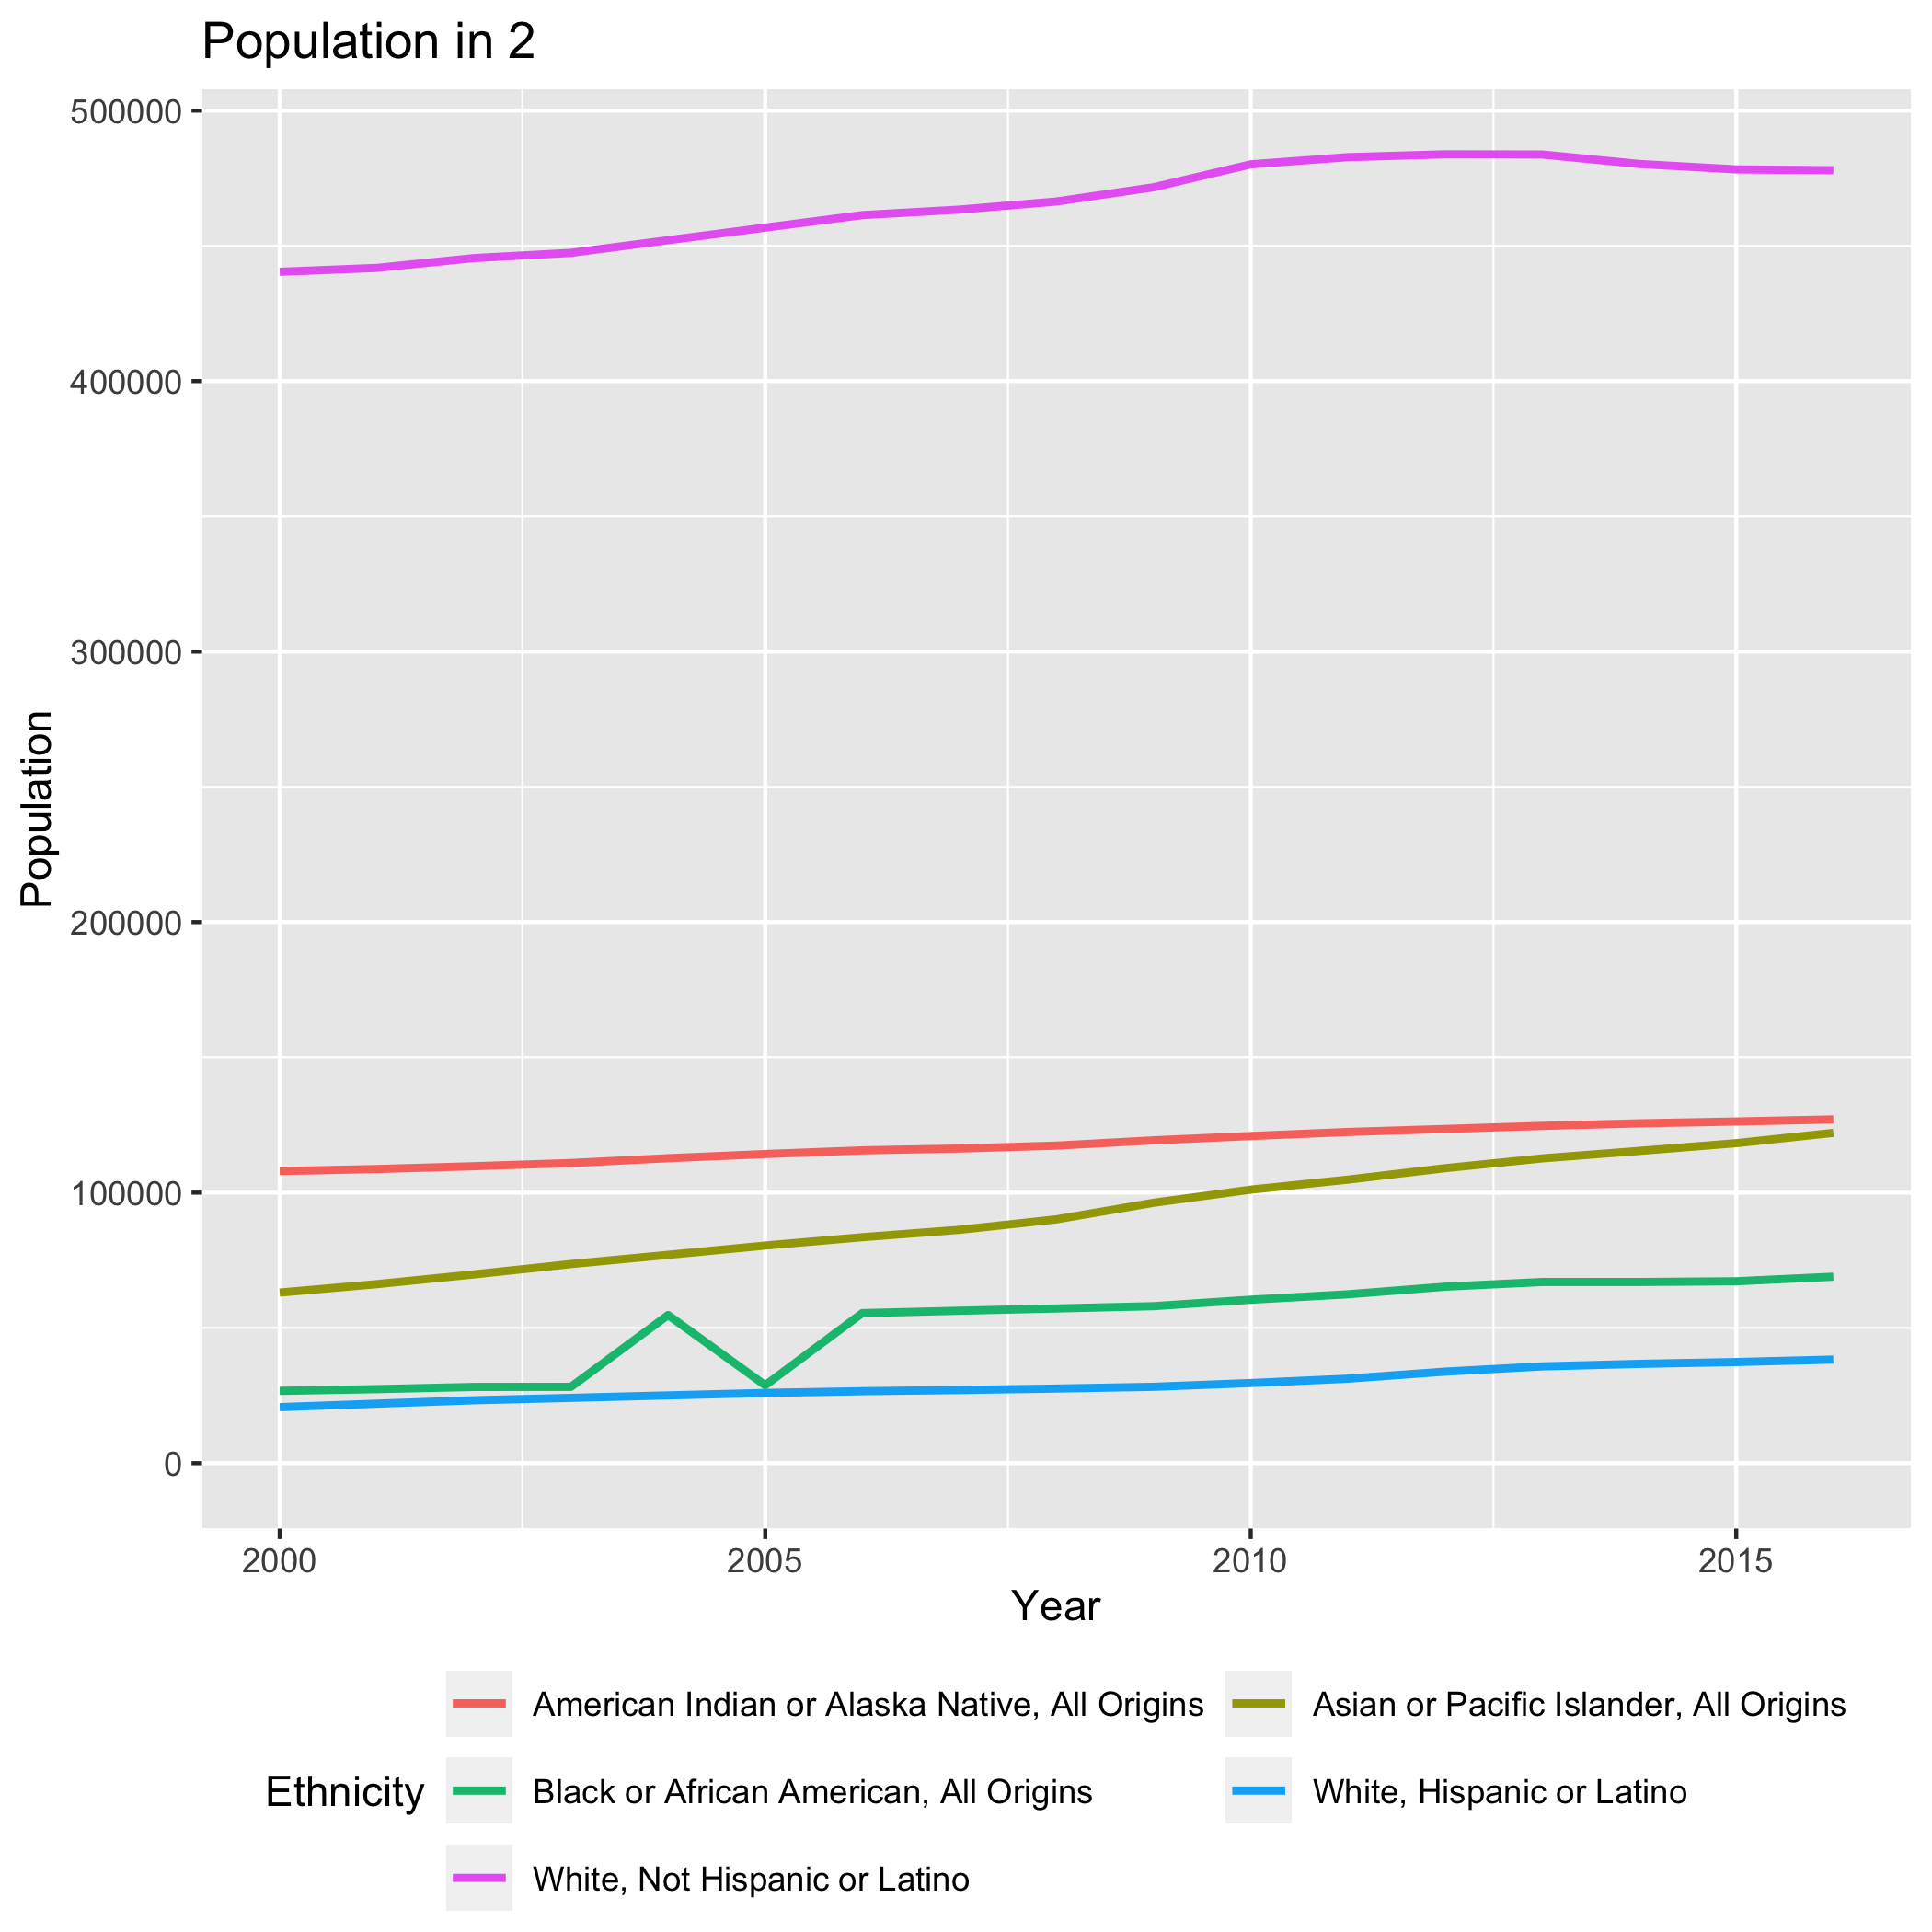 Population in 2
500000
400000
300000
200000
100000
0
Population
2000 2005 2010 2015
Year
Ethnicity
American Indian or Alaska Native, All Origins
Asian or Pacific Islander, All Origins
Black or African American, All Origins
White, Hispanic or Latino
White, Not Hispanic or Latino